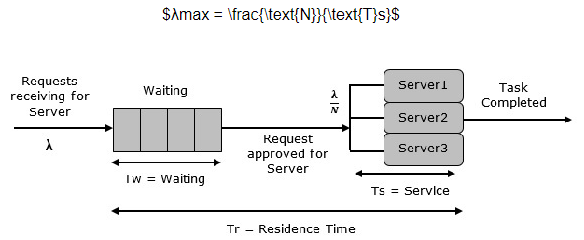 $λmax = \frac{\text{N}}{\text{T}s}$
Requests
receiving for
Server
λ
Waiting
Tw = Waiting
Request
approved for
Server
λ
N
Server1
Server2
Server3
Task
Completed
Ts = Service
Tr = Residence Time